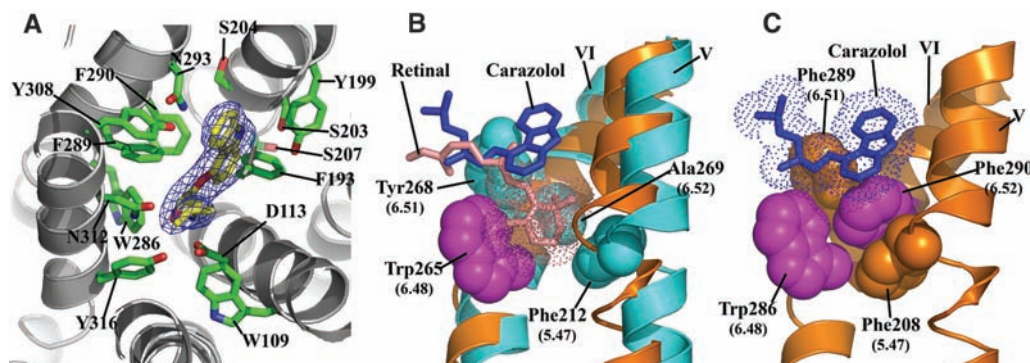 A
S204
N293
F290
Y199
Y308
S203
F289
S207
F193
D113
N312
W286
Y316
W109
B
VI
V
Retinal
Carazolol
Tyr268
(6.51)
Ala269
(6.52)
Trp265
(6.48)
Phe212
(5.47)
C
Carazolol
VI
Phe289
(6.51)
V
Phe290
(6.52)
Trp286
(6.48)
Phe208
(5.47)